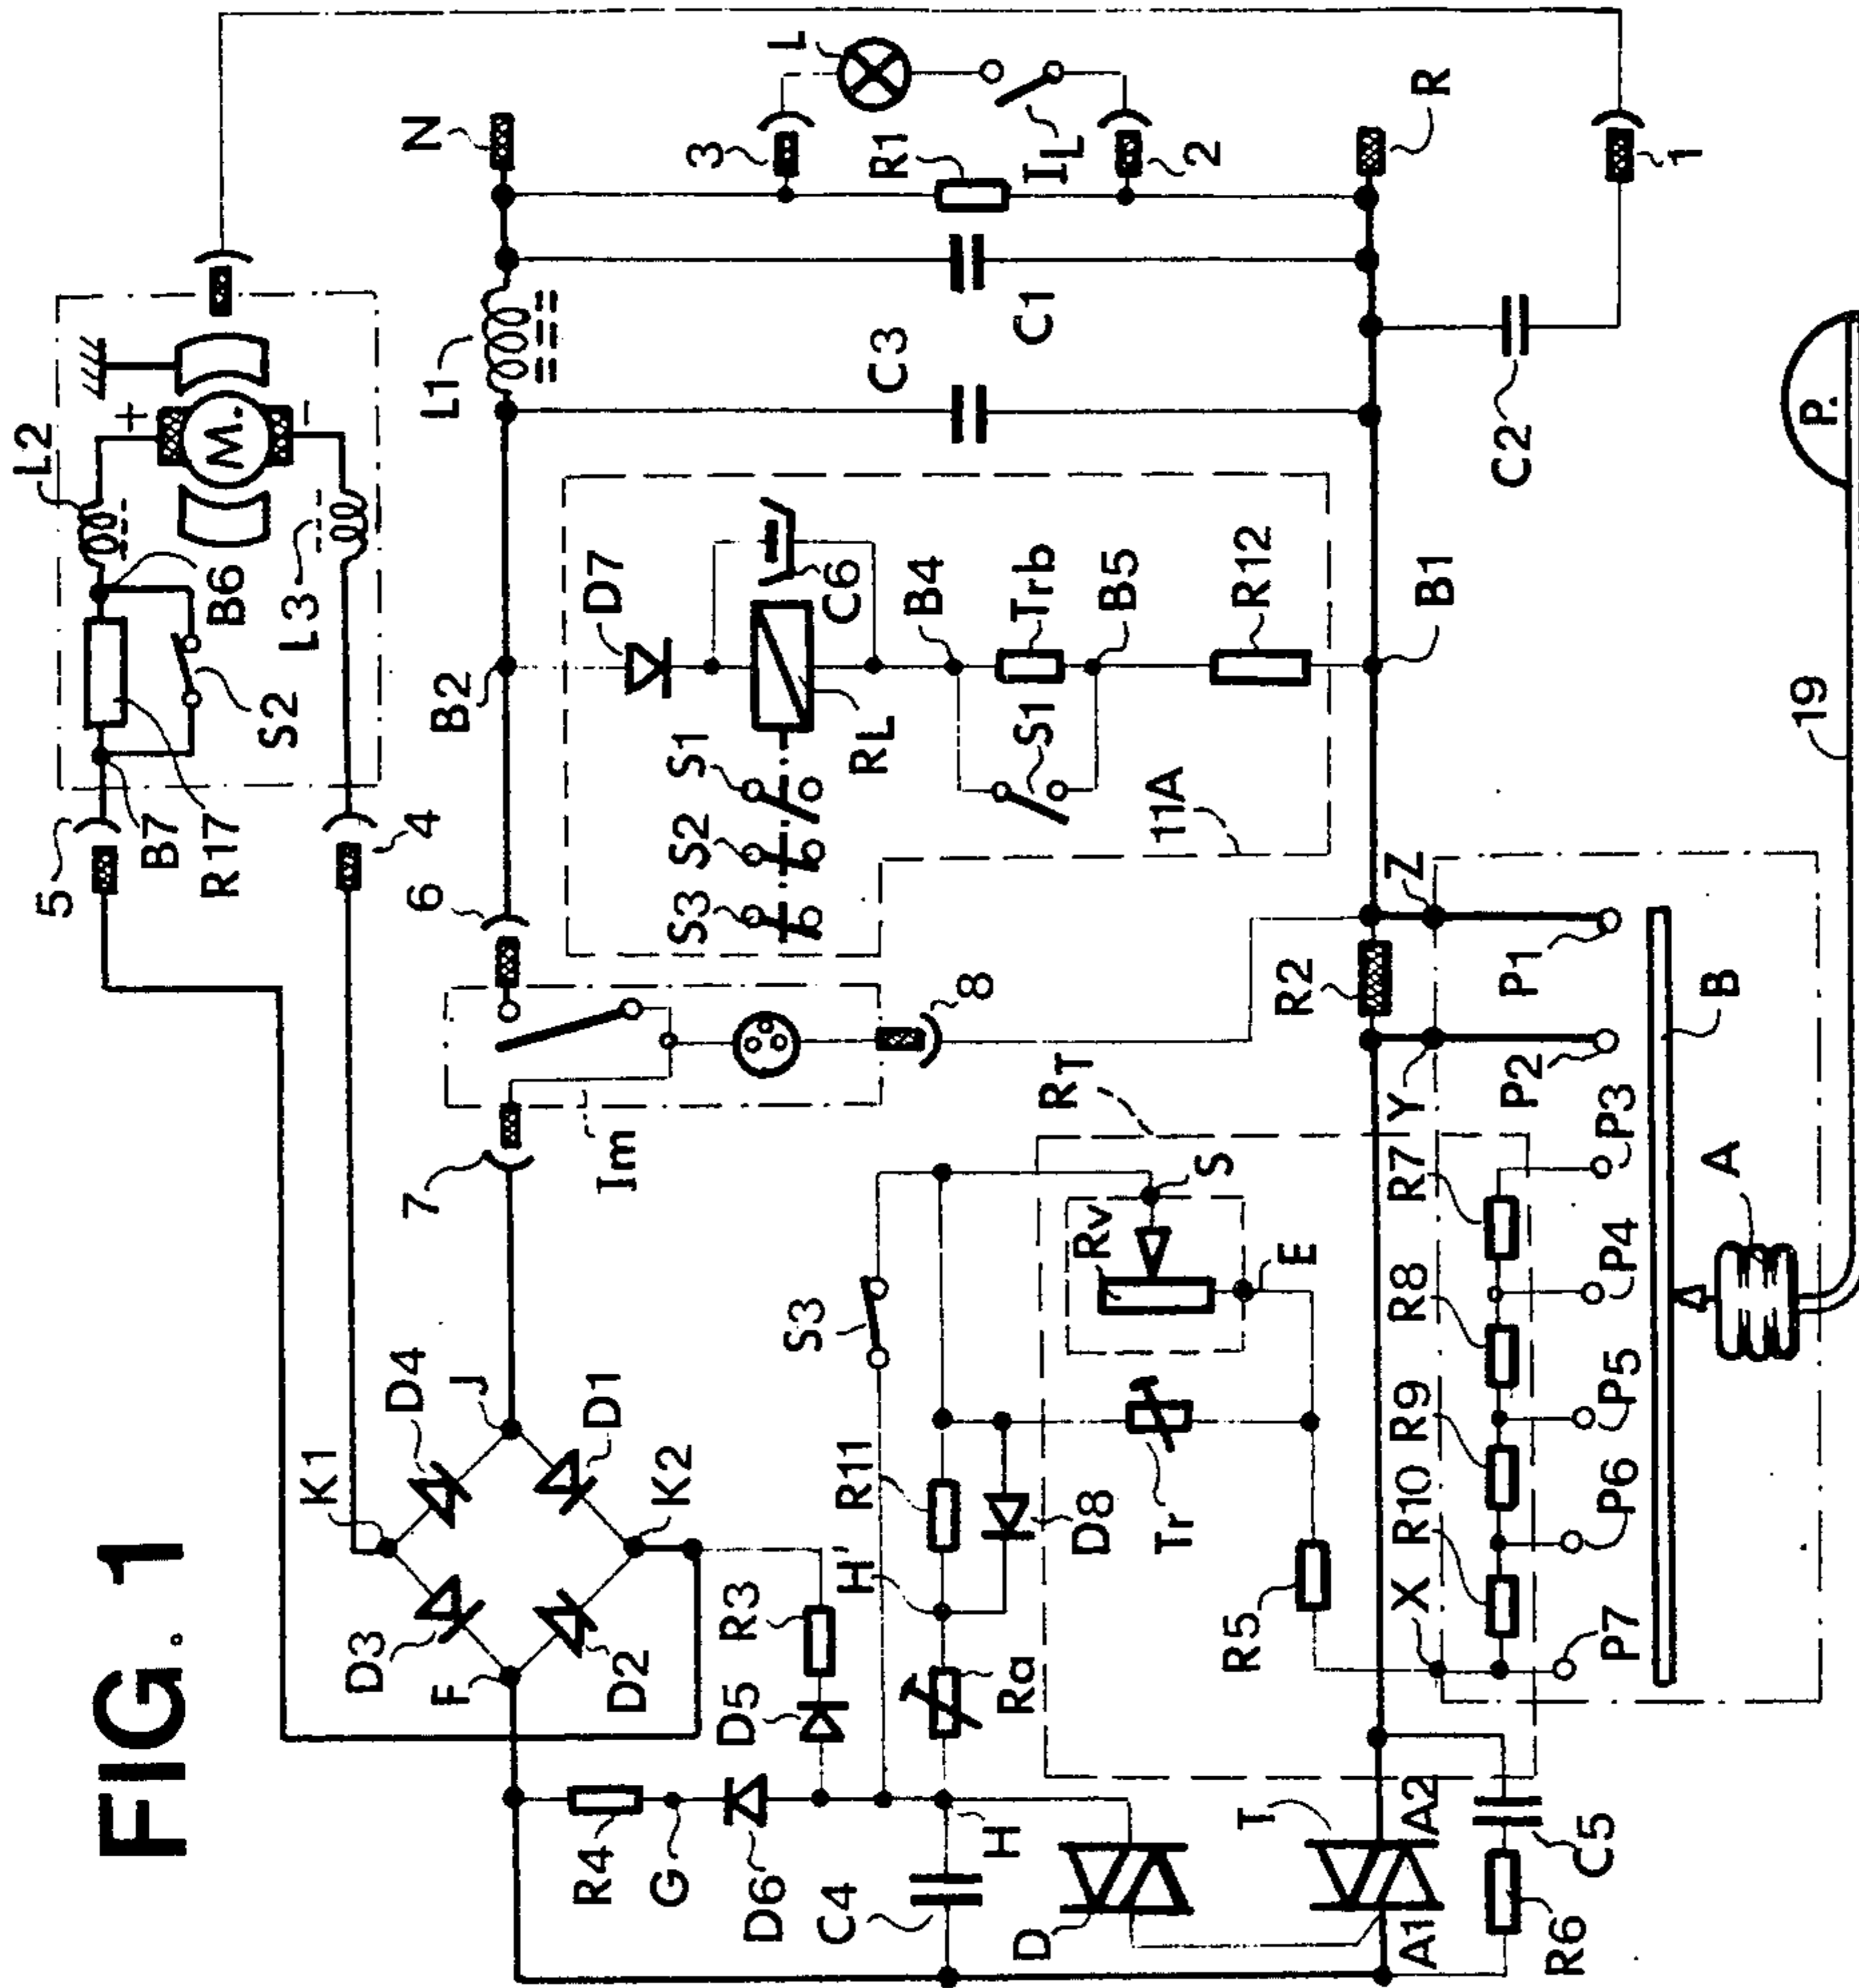 FIG. 1
L2
+
M.
-
B6
L3
S2
R17
B7
5
4
N
3
L
IL
2
R1
R
1
C1
C2
C3
L1
P.
19
D7
C6
B4
Trb
B5
R12
B1
B2
RL
S1
S2
S3
S1
11A
6
8
7
Im
K1
D4
J
D1
K2
D3
F
D2
R3
D5
R4
G
D6
C4
H
D
T
A1
A2
R6
C5
S3
R11
H
D8
Ra
Tr
Rv
S
E
RT
R5
R2
Y
Z
X
R10
R9
R8
R7
P7
P6
P5
P4
P3
P2
P1
B
A